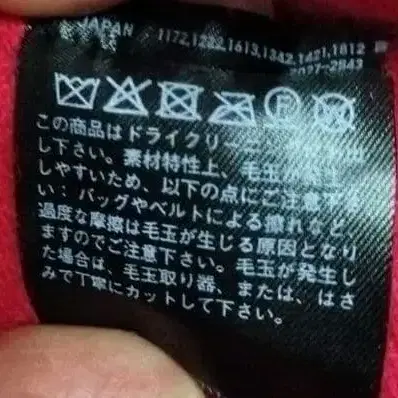 JAPAN / 1172,1222,1613,1342,1421,1812
2027-2843
この商品はドライクリーニ
し下さい。素材特性上、毛玉が
しやすいため、以下の点にご注意下さ
い：バッグやベルトによる擦れなど、
過度な摩擦は毛玉が生じる原因となり
ますのでご注意下さい。毛玉が発生し
た場合は、毛玉取り器、または、はさ
みで丁寧にカットして下さい。